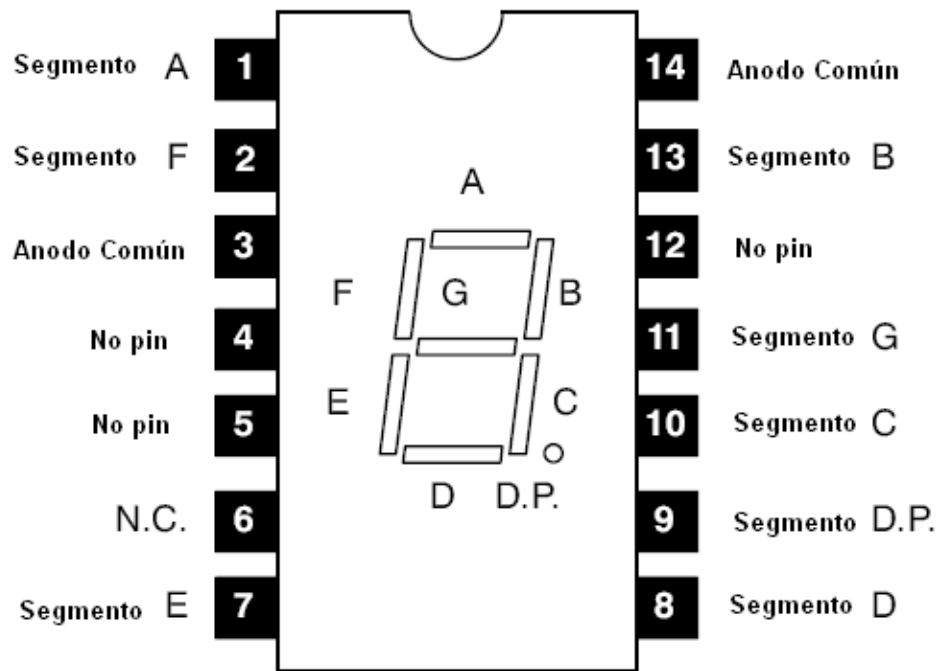 Segmento A 1
Segmento F 2
Anodo Común 3
No pin 4
No pin 5
N.C. 6
Segmento E 7
A
F G B
E C
D D.P.
14 Anodo Común
13 Segmento B
12 No pin
11 Segmento G
10 Segmento C
9 Segmento D.P.
8 Segmento D